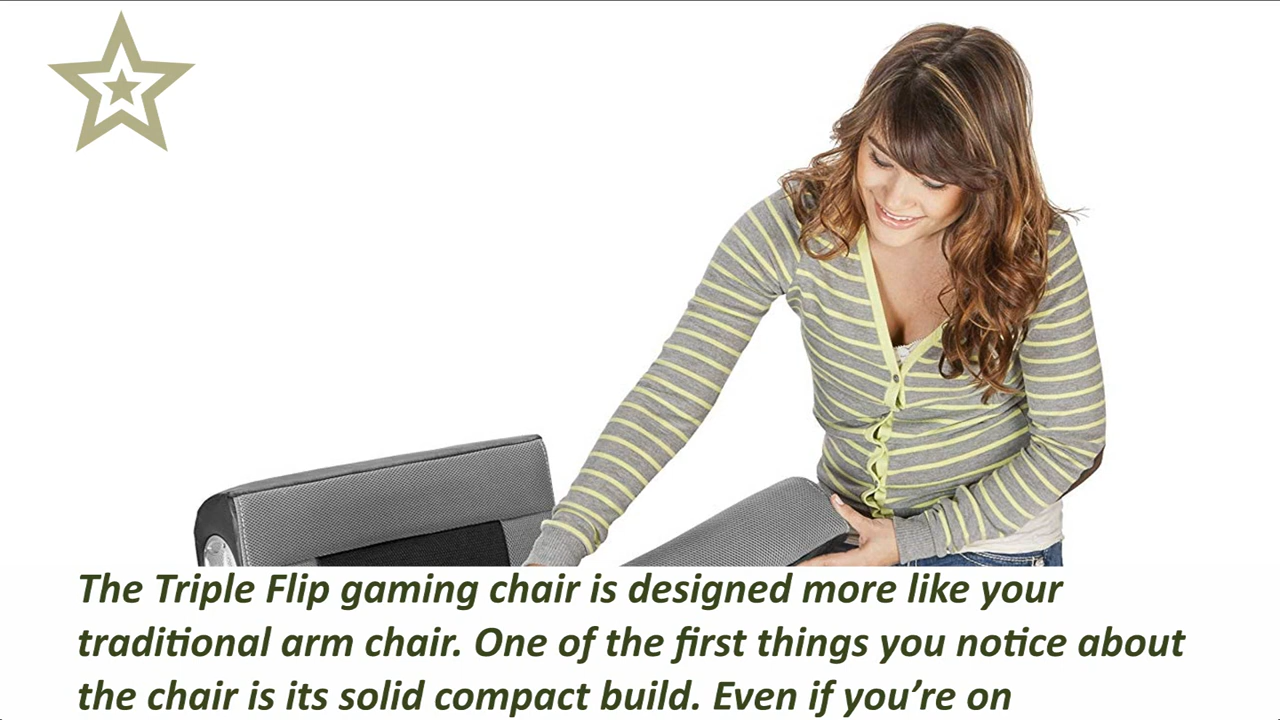 The Triple Flip gaming chair is designed more like your
traditional arm chair. One of the first things you notice about
the chair is its solid compact build. Even if you’re on